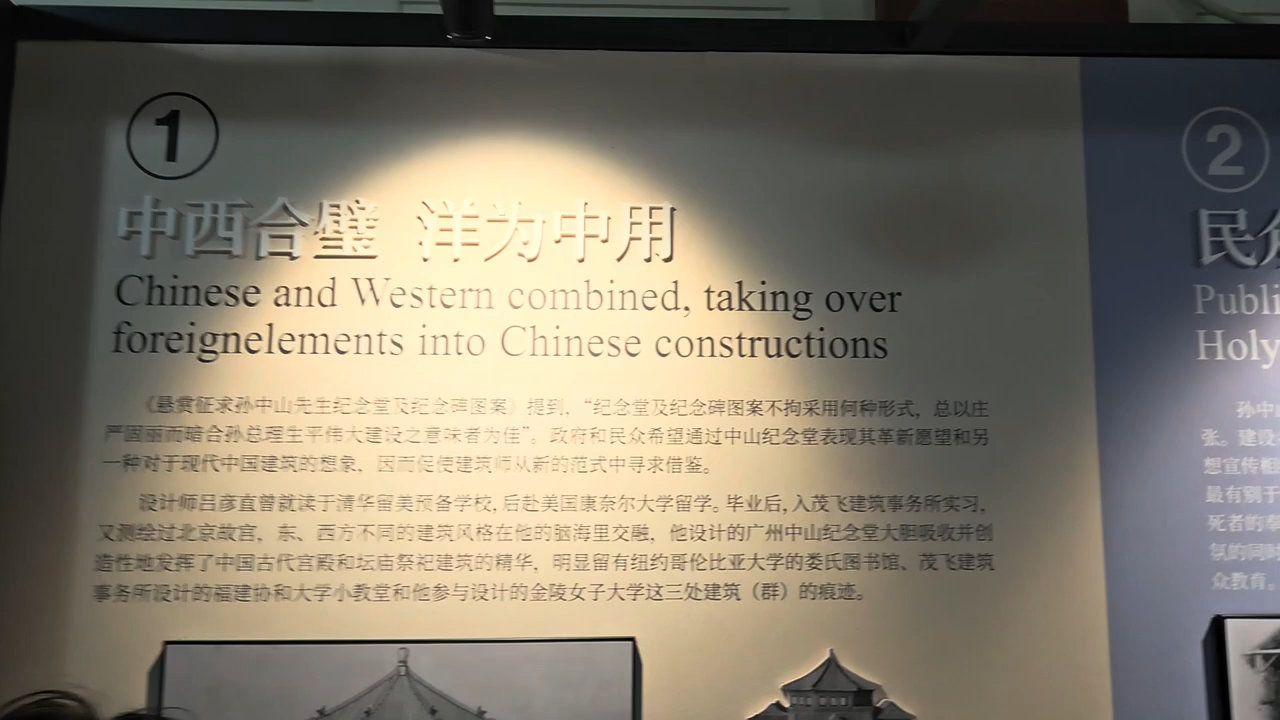 1
中西合璧 洋为中用
Chinese and Western combined, taking over
foreignelements into Chinese constructions
《悬赏征求孙中山先生纪念堂及纪念碑图案》提到，“纪念堂及纪念碑图案不拘采用何种形式，总以庄
严固丽而暗合孙总理生平伟大建设之意味者为佳”。政府和民众希望通过中山纪念堂表现其革新愿望和另
一种对于现代中国建筑的想象，因而促使建筑师从新的范式中寻求借鉴。
设计师吕彦直曾就读于清华留美预备学校，后赴美国康奈尔大学留学。毕业后，入茂飞建筑事务所实习，
又测绘过北京故宫，东、西方不同的建筑风格在他的脑海里交融，他设计的广州中山纪念堂大胆吸收并创
造性地发挥了中国古代宫殿和坛庙祭祀建筑的精华，明显留有纽约哥伦比亚大学的娄氏图书馆、茂飞建筑
事务所设计的福建协和大学小教堂和他参与设计的金陵女子大学这三处建筑（群）的痕迹。
2
民众
Publi
Holy
孙中
张。建设
想宣传
最有别于
死者的
氛的同时
众教育。